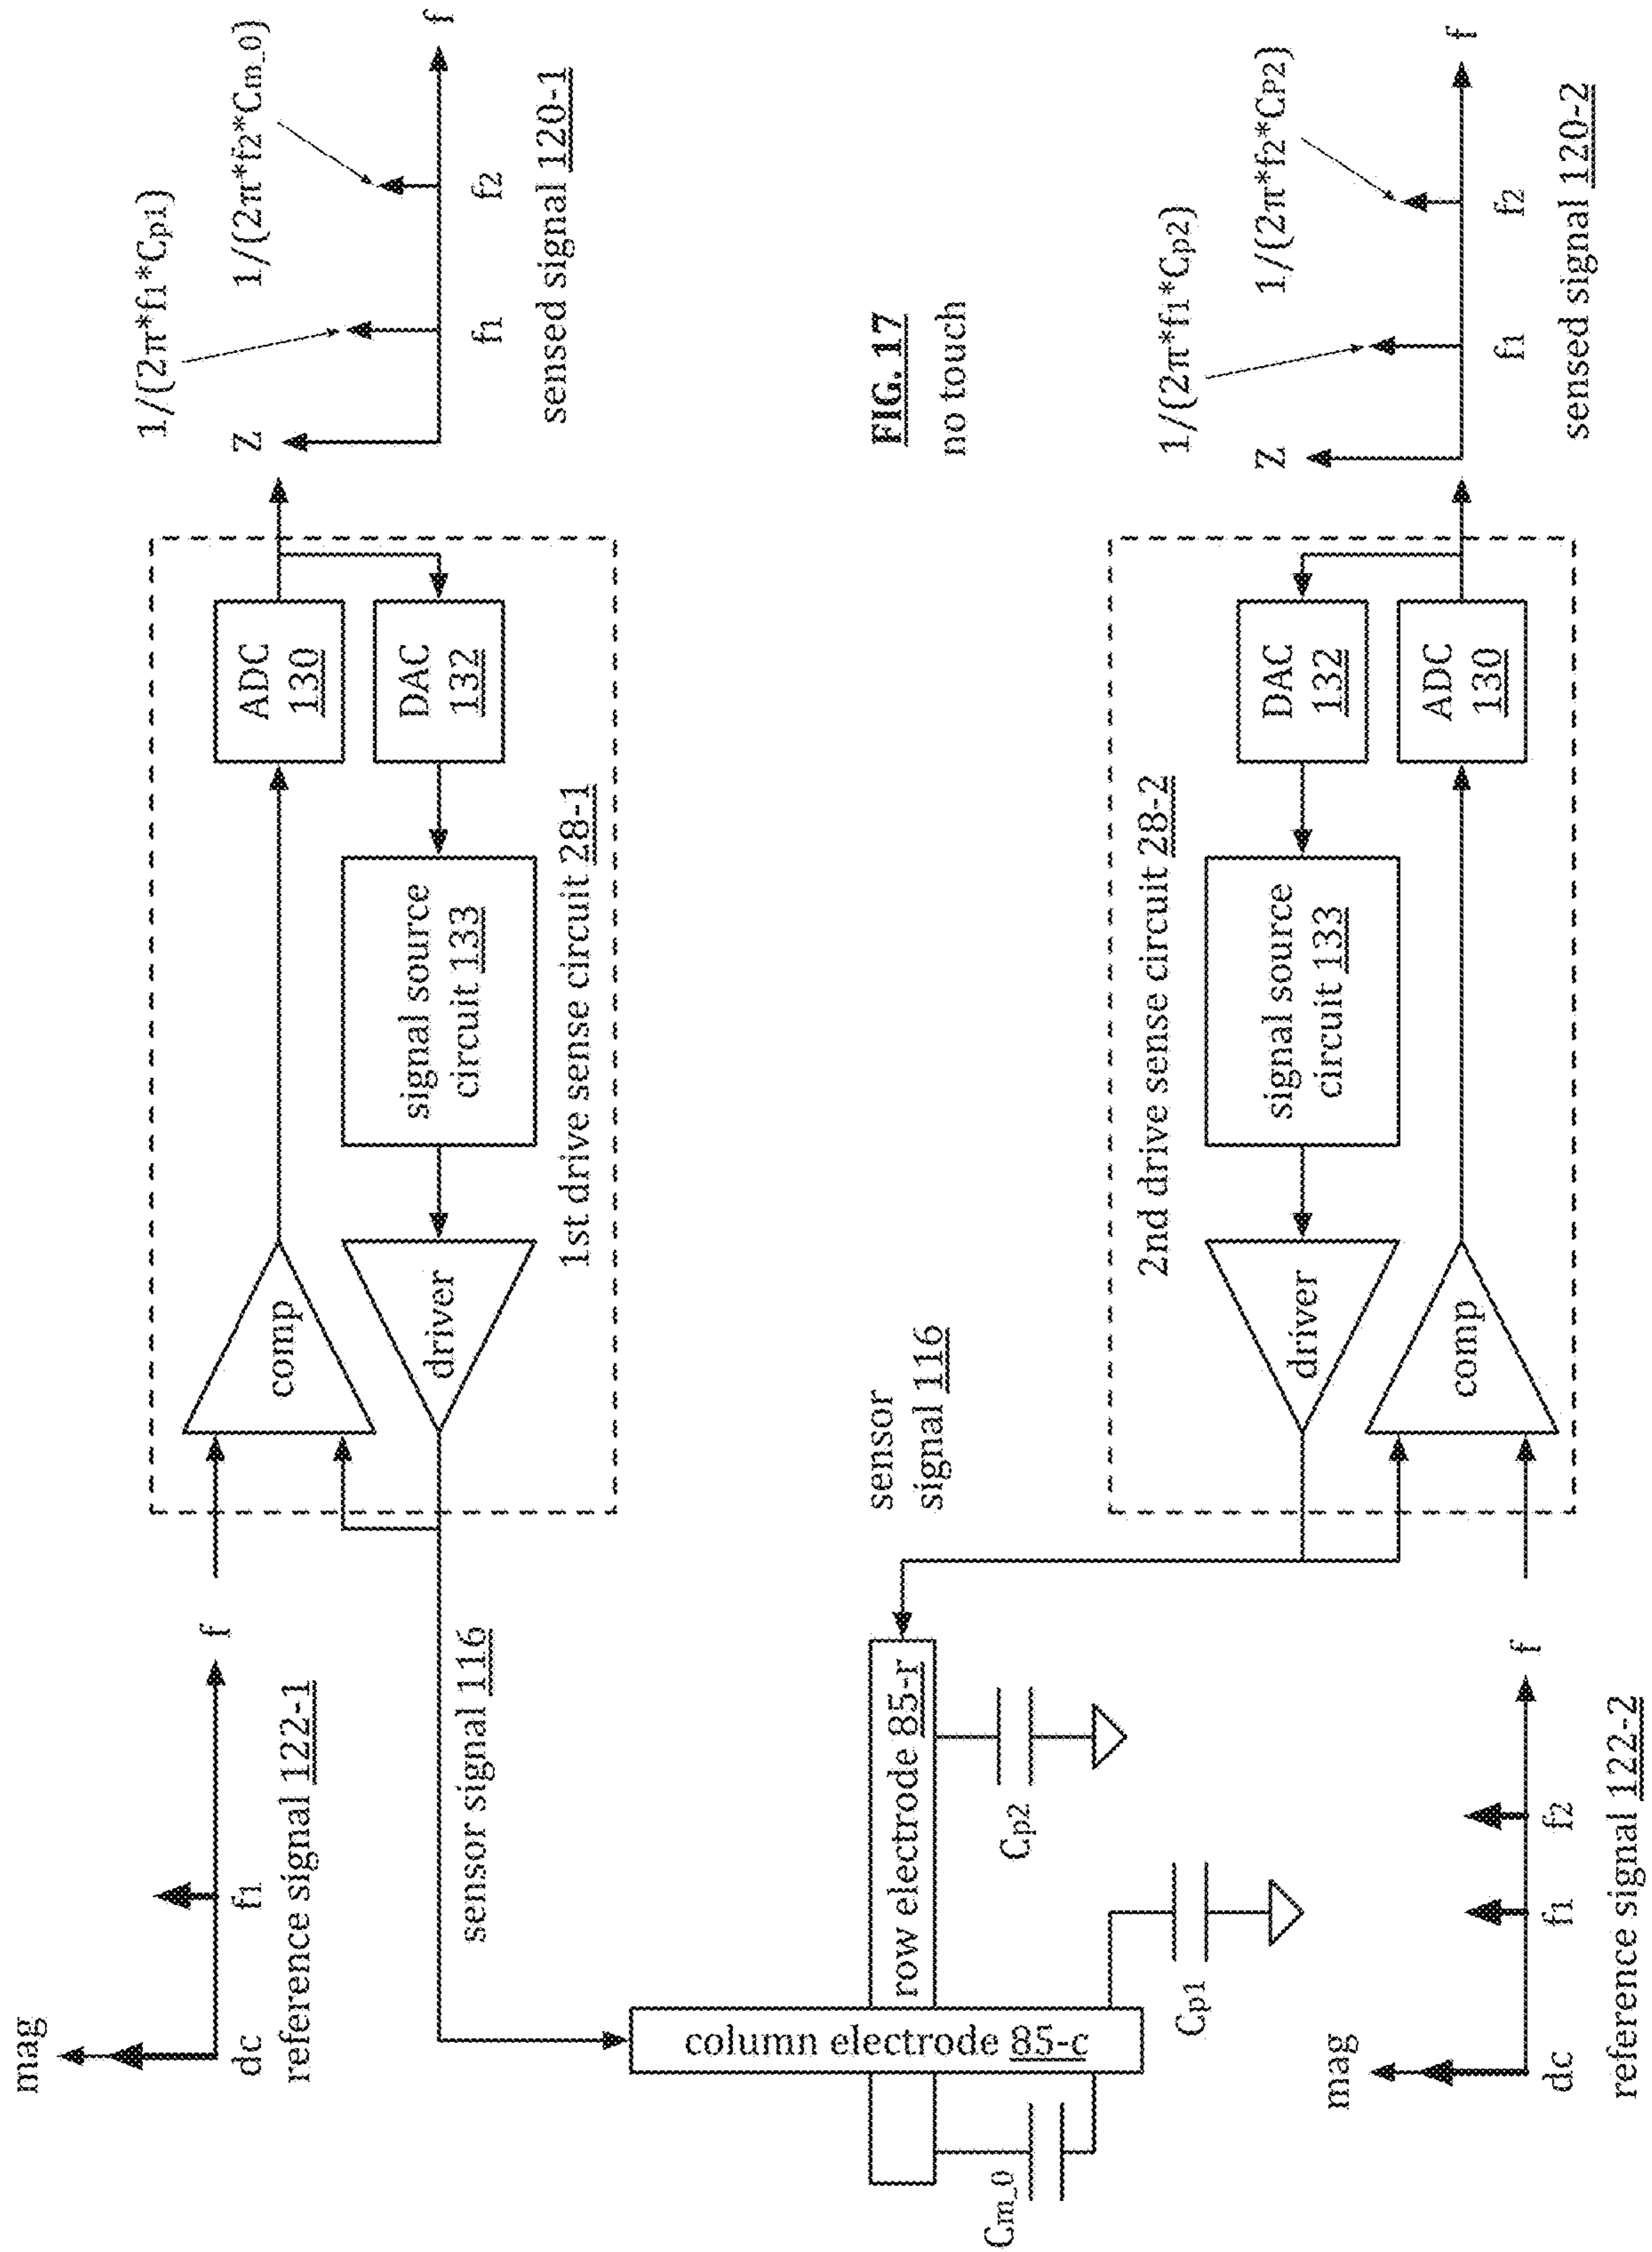 mag
dc
f1
f
reference signal 122-1
comp
ADC
130
DAC
132
signal source
circuit 133
driver
1st drive sense circuit 28-1
Z
1/(2π*f1*Cp1)
1/(2π*f2*Cm_0)
f1
f2
f
sensed signal 120-1
sensor signal 116
column electrode 85-c
row electrode 85-r
Cm_0
Cp1
Cp2
sensor
signal 116
FIG. 17
no touch
2nd drive sense circuit 28-2
driver
signal source
circuit 133
DAC
132
comp
ADC
130
Z
1/(2π*f1*Cp2)
1/(2π*f2*CP2)
f1
f2
f
sensed signal 120-2
mag
dc
f1
f2
f
reference signal 122-2